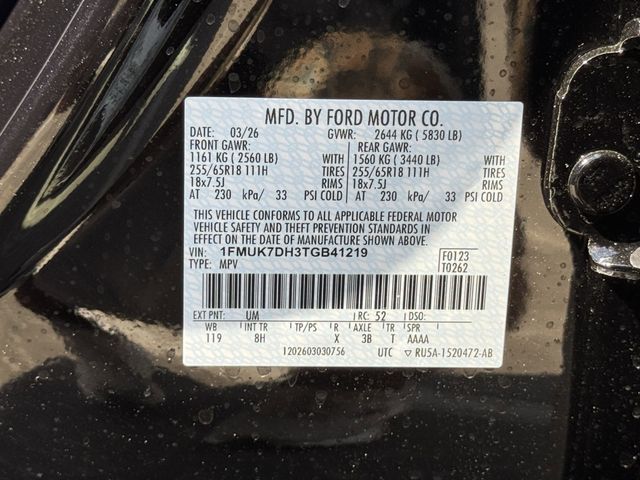 MFD. BY FORD MOTOR CO.
DATE: 03/26 GVWR: 2644 KG ( 5830 LB)
FRONT GAWR: REAR GAWR:
1161 KG ( 2560 LB) WITH 1560 KG ( 3440 LB) WITH
255/65R18 111H TIRES 255/65R18 111H TIRES
18x7.5J RIMS 18x7.5J RIMS
AT 230 kPa/ 33 PSI COLD AT 230 kPa/ 33 PSI COLD
THIS VEHICLE CONFORMS TO ALL APPLICABLE FEDERAL MOTOR
VEHICLE SAFETY AND THEFT PREVENTION STANDARDS IN
EFFECT ON THE DATE OF MANUFACTURE SHOWN ABOVE.
VIN: 1FMUK7DH3TGB41219 F0123
TYPE: MPV T0262
EXT PNT: UM RC: 52 DSO:
WB INT TR TP/PS R AXLE TR SPR
119 8H X 3B T AAAA
1202603030756 UTC RU5A-1520472-AB